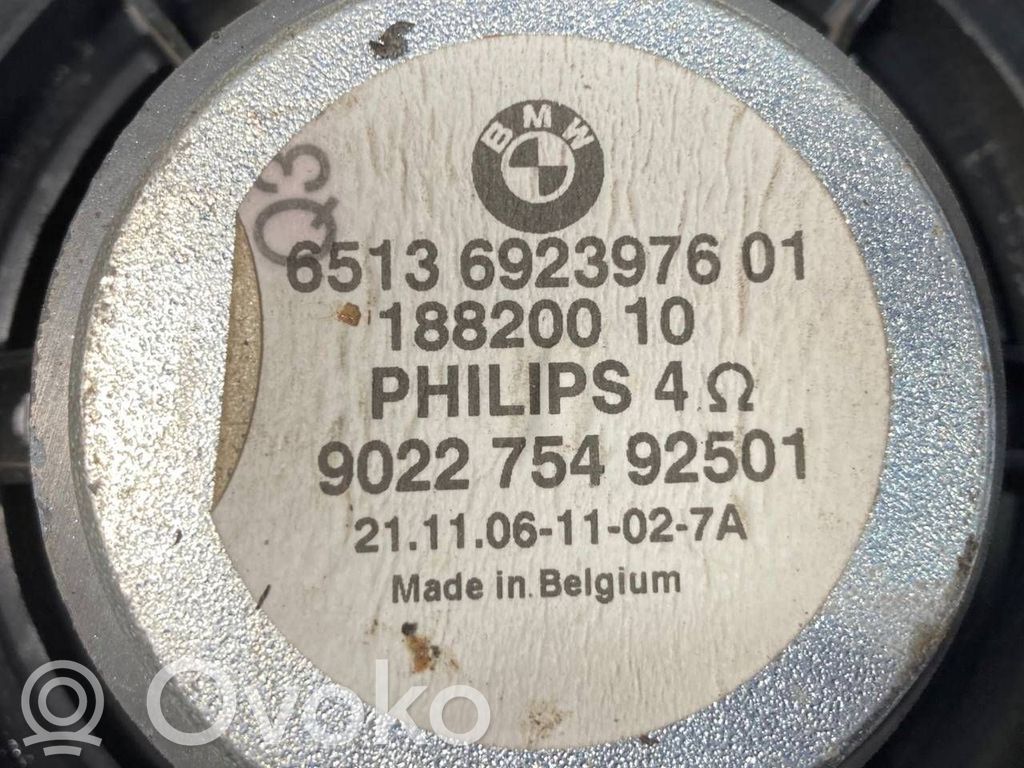 BMW
Q3
6513 6923976 01
188200 10
PHILIPS 4 Ω
9022 754 92501
21.11.06-11-02-7A
Made in Belgium
Ovoko